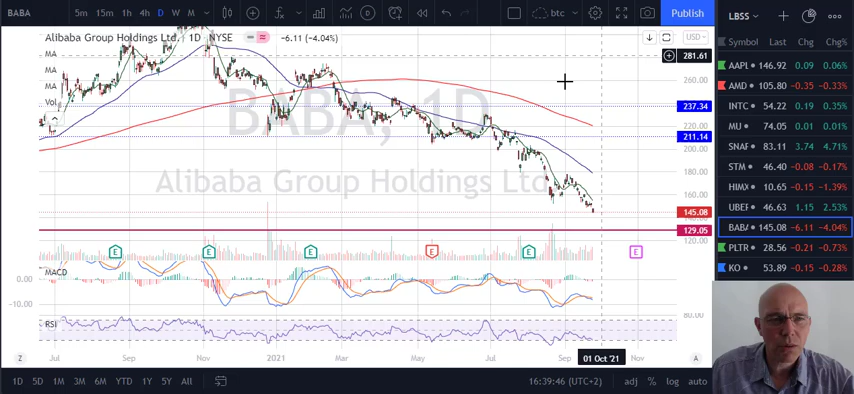 BABA
5m 15m 1h 4h D W M btc Publish
Alibaba Group Holdings Ltd. 1D NYSE -6.11 (-4.04%)
USD
MA
281.61
MA
260.00
MA
MA
Vol
237.34
BABA, 1D
220.00
211.14
200.00
Alibaba Group Holdings Ltd
180.00
160.00
145.08
129.05
120.00
E E E E E E
MACD
0.00
-10.00
80.00
RSI
Z Jul Sep Nov 2021 Mar May Jul Sep 01 Oct '21 Nov A
1D 5D 1M 3M 6M YTD 1Y 5Y All 16:39:46 (UTC+2) adj % log auto
LBSS
Symbol Last Chg Chg%
AAPL 146.92 0.09 0.06%
AMD 105.80 -0.35 -0.33%
INTC 54.22 0.19 0.35%
MU 74.05 0.01 0.01%
SNAP 83.11 3.74 4.71%
STM 46.40 -0.08 -0.17%
HIMX 10.65 -0.15 -1.39%
UBER 46.63 1.15 2.53%
BABA 145.08 -6.11 -4.04%
PLTR 28.56 -0.21 -0.73%
KO 53.89 -0.15 -0.28%